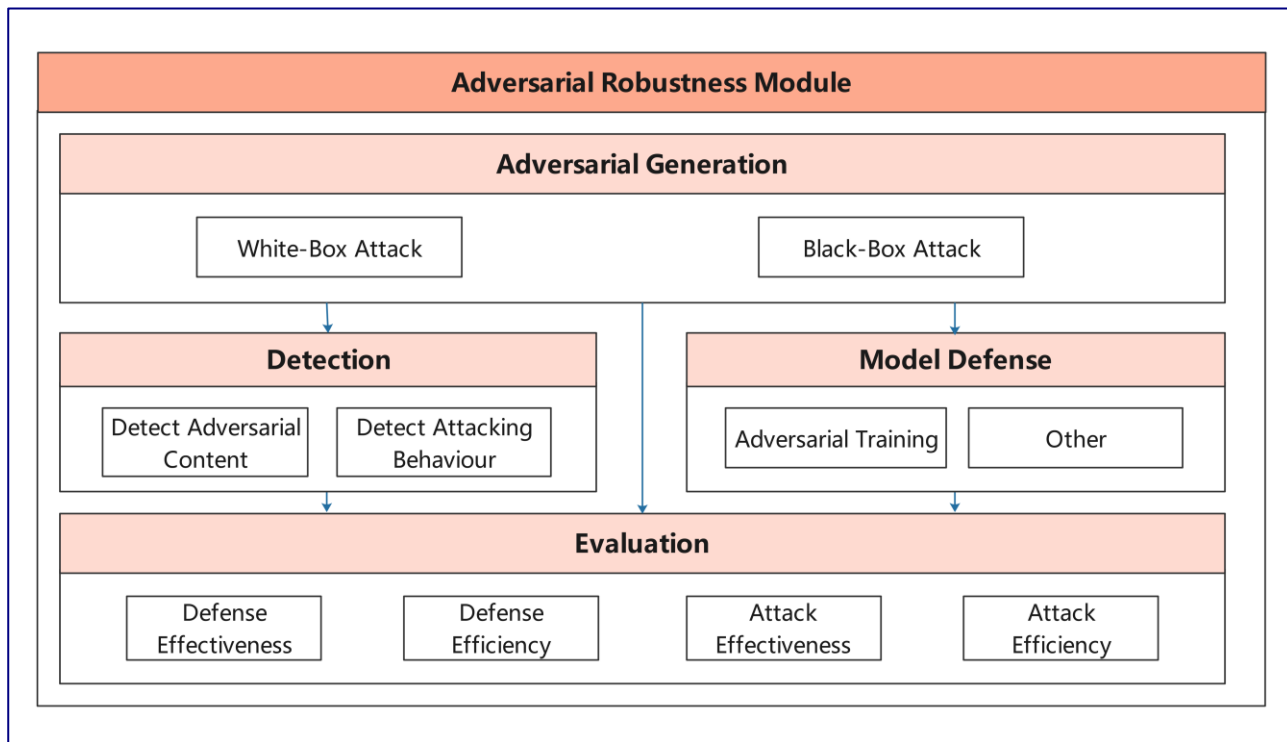 Adversarial Robustness Module
Adversarial Generation
White-Box Attack
Black-Box Attack
Detection
Detect Adversarial
Content
Detect Attacking
Behaviour
Model Defense
Adversarial Training
Other
Evaluation
Defense
Effectiveness
Defense
Efficiency
Attack
Effectiveness
Attack
Efficiency